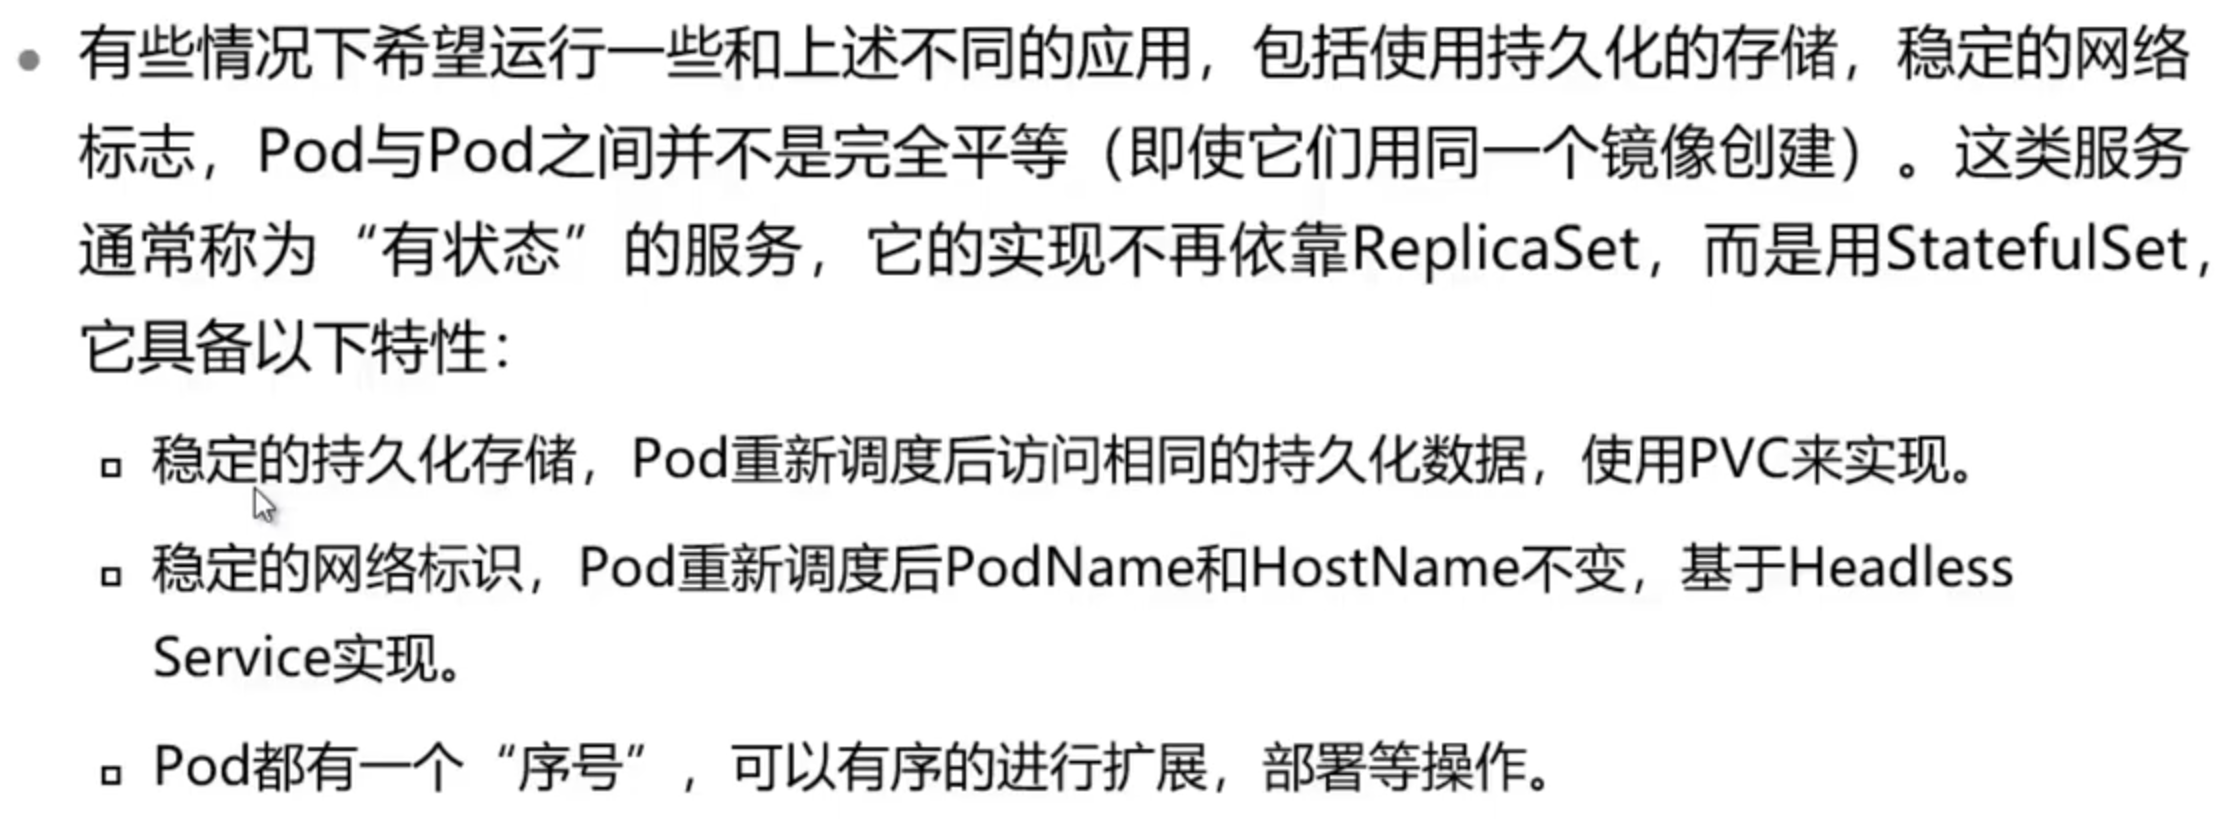 有些情况下希望运行一些和上述不同的应用，包括使用持久化的存储，稳定的网络
标志，Pod与Pod之间并不是完全平等（即使它们用同一个镜像创建）。这类服务
通常称为“有状态”的服务，它的实现不再依靠ReplicaSet，而是用StatefulSet，
它具备以下特性：
稳定的持久化存储，Pod重新调度后访问相同的持久化数据，使用PVC来实现。
稳定的网络标识，Pod重新调度后PodName和HostName不变，基于Headless
Service实现。
Pod都有一个“序号”，可以有序的进行扩展，部署等操作。